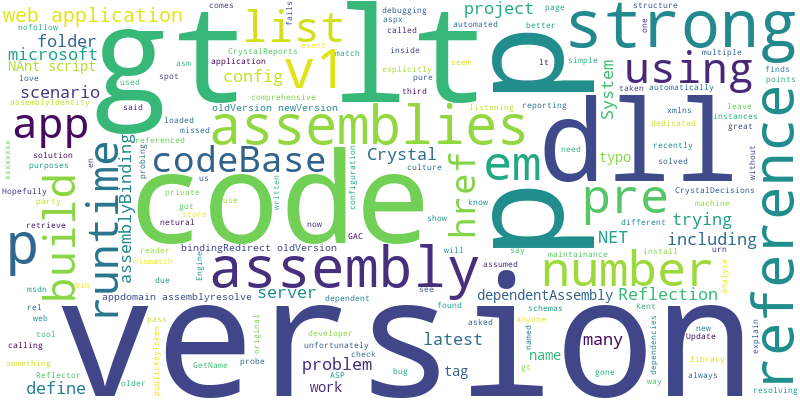 web application
nofollow
folder
microsoft
NAnt script
scenario
assemblyIdentity
app
said
solution
purposes
Hopefully
party
retrieve
msdn
rel
web
tool
calling
something
Reflector
define
older
gt
lt
code
version
comes
fails
event
aspx
debugging
called
CrystalReports
application
asm
love
used
spot
list
v1
config
match
inside
explicitly
pure
comprehensive
third
oldVersion newVersion
loaded
missed
referenced
assemblies
listening
reporting
codeBase
Crystal
culture
probing
us
private
got
store
use
en
runtime
assemblyBinding
build
p
xxxxxxxx
bin
written
configuration
now
GAC
know
show
netural
bindingRedirect oldVersion
reader
mismatch
due
Engine
will
see
assembly
appdomain assemblyresolve
server
dependent
assumed
found
developer
unfortunately
check
problem
work
ASP
bug
probe
original
pass
publicKeyToken
GetName
latest
tag
asked
named
anyone
gt
project
automated
page
better
structure
one
simple
multiple
seem
lt
finds
points
automatically
strong
using
System
xmlns
dedicated
taken
leave
instances
recently
great
need
solved
without
typo
dll
p
em
href
pre
trying
NET
different
including
say
maintainance
install
urn
number
machine
CrystalDecisions
dependentAssembly
Reflection
schemas
Kent
Update
new
many
name
library
always
way
dependencies
explain
analyse
resolving
reference